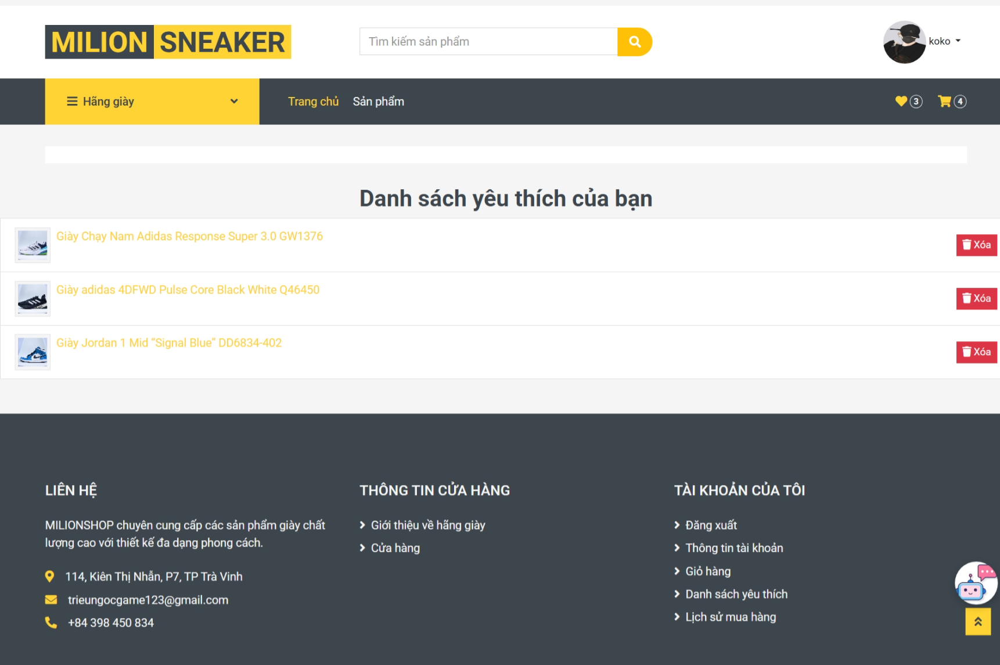 MILION SNEAKER
Tìm kiếm sản phẩm
koko
Hãng giày
Trang chủ
Sản phẩm
3
4
Danh sách yêu thích của bạn
Giày Chạy Nam Adidas Response Super 3.0 GW1376
Xóa
Giày adidas 4DFWD Pulse Core Black White Q46450
Xóa
Giày Jordan 1 Mid “Signal Blue” DD6834-402
Xóa
LIÊN HỆ
MILIONSHOP chuyên cung cấp các sản phẩm giày chất
lượng cao với thiết kế đa dạng phong cách.
114, Kiên Thị Nhẫn, P7, TP Trà Vinh
trieungocgame123@gmail.com
+84 398 450 834
THÔNG TIN CỬA HÀNG
Giới thiệu về hãng giày
Cửa hàng
TÀI KHOẢN CỦA TÔI
Đăng xuất
Thông tin tài khoản
Giỏ hàng
Danh sách yêu thích
Lịch sử mua hàng